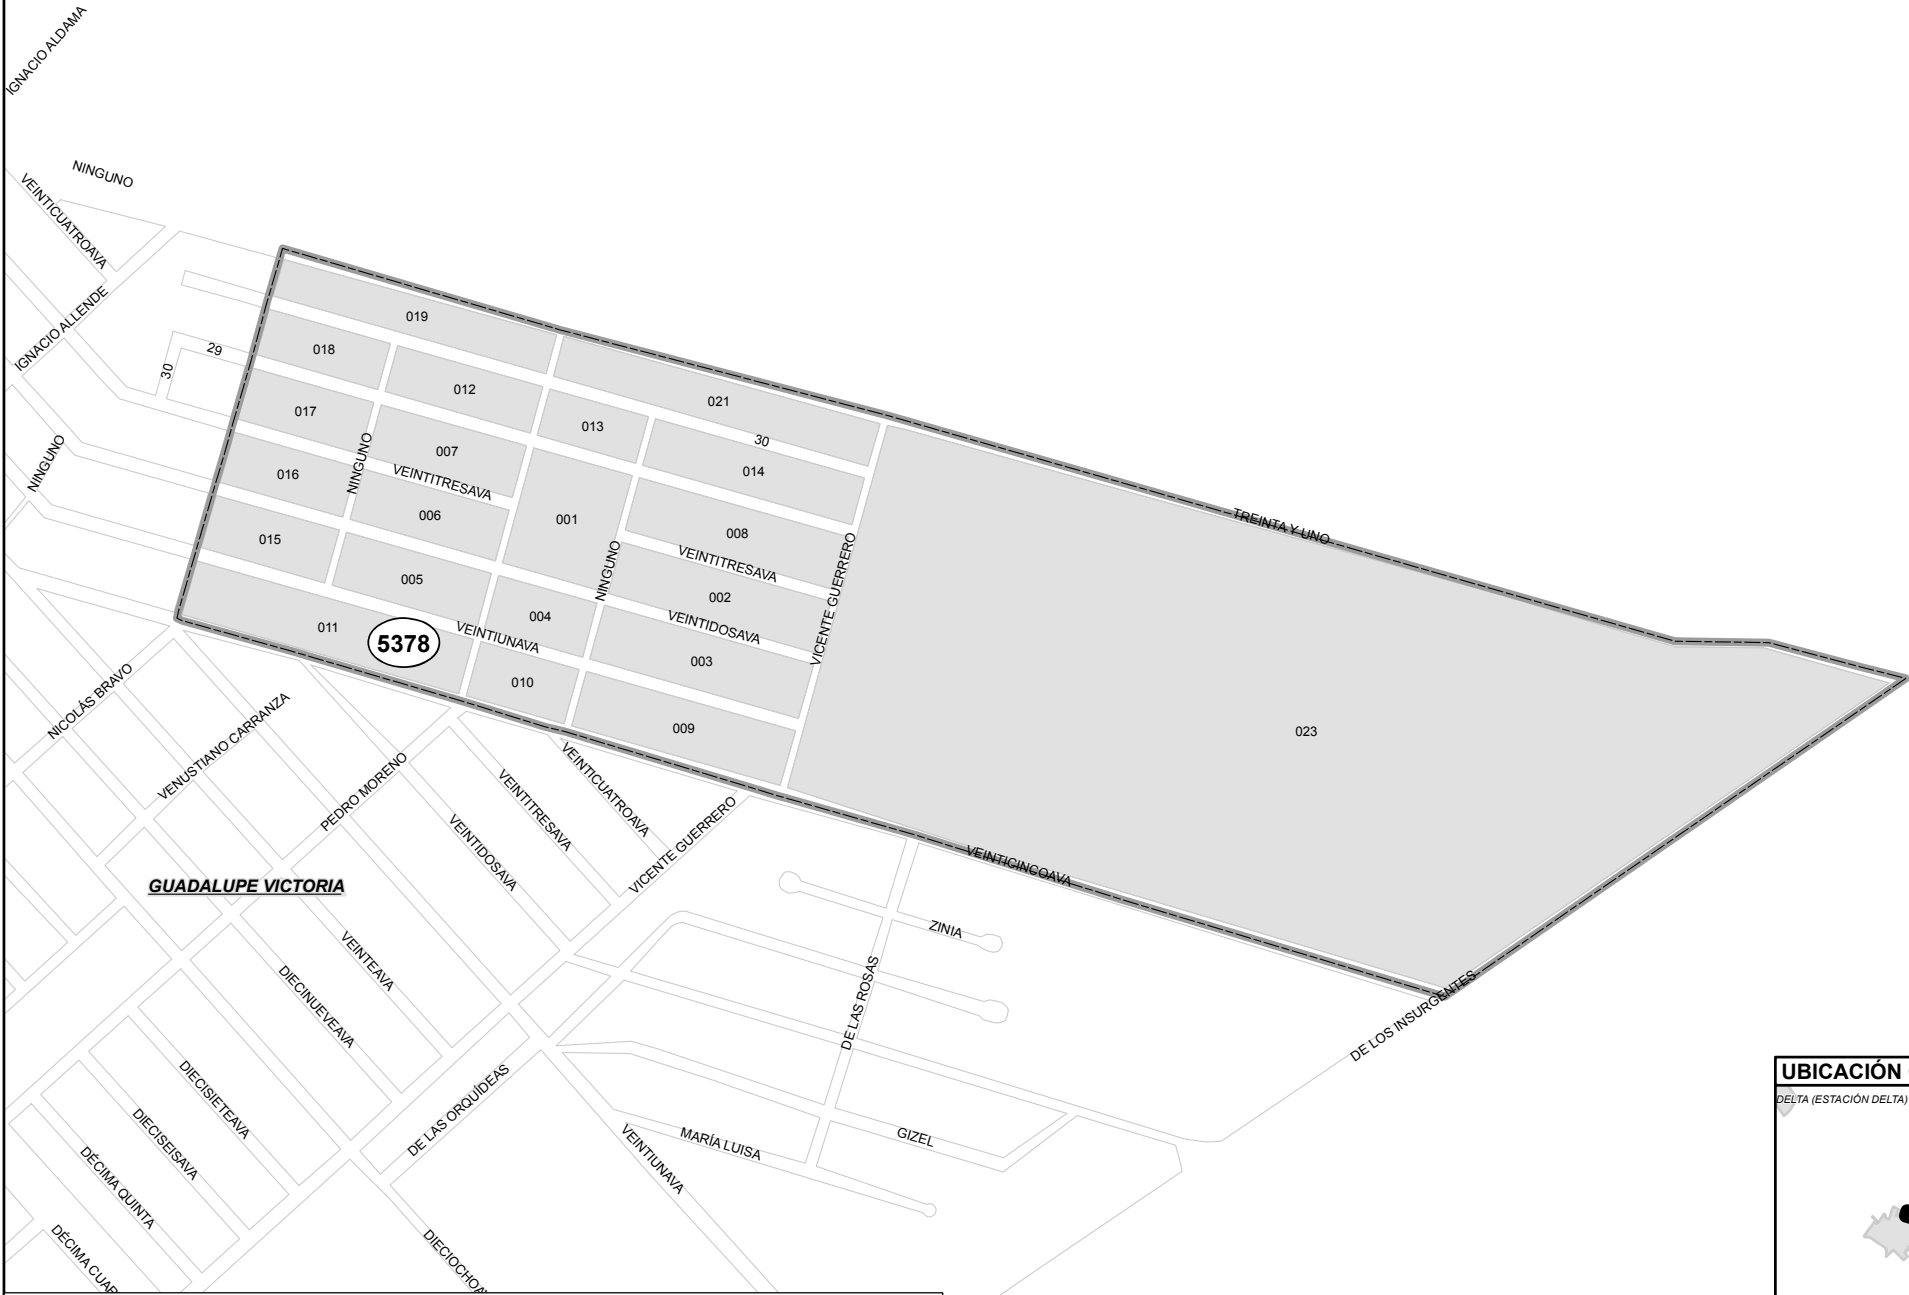 IGNACIO ALDAMA
NINGUNO
VEINTICUATROAVA
IGNACIO ALLENDE
29
30
NINGUNO
019
018
012
017
021
013
30
007
014
NINGUNO
VEINTITRESAVA
016
006
001
008
TREINTA Y UNO
015
VEINTITRESAVA
005
NINGUNO
002
VICENTE GUERRERO
004
VEINTIDOSAVA
011
5378
VEINTIUNAVA
003
010
009
023
NICOLÁS BRAVO
VENUSTIANO CARRANZA
PEDRO MORENO
VEINTICUATROAVA
VEINTITRESAVA
VEINTIDOSAVA
VICENTE GUERRERO
VEINTICINCOAVA
GUADALUPE VICTORIA
ZINIA
VEINTEAVA
DIECINUEVEAVA
DE LAS ROSAS
DE LOS INSURGENTES
DIECISIETEAVA
DE LAS ORQUÍDEAS
DIECISEISAVA
MARÍA LUISA
GIZEL
VEINTIUNAVA
DÉCIMA QUINTA
DÉCIMA CUAR
DIECIOCHOA
UBICACIÓN
DELTA (ESTACIÓN DELTA)